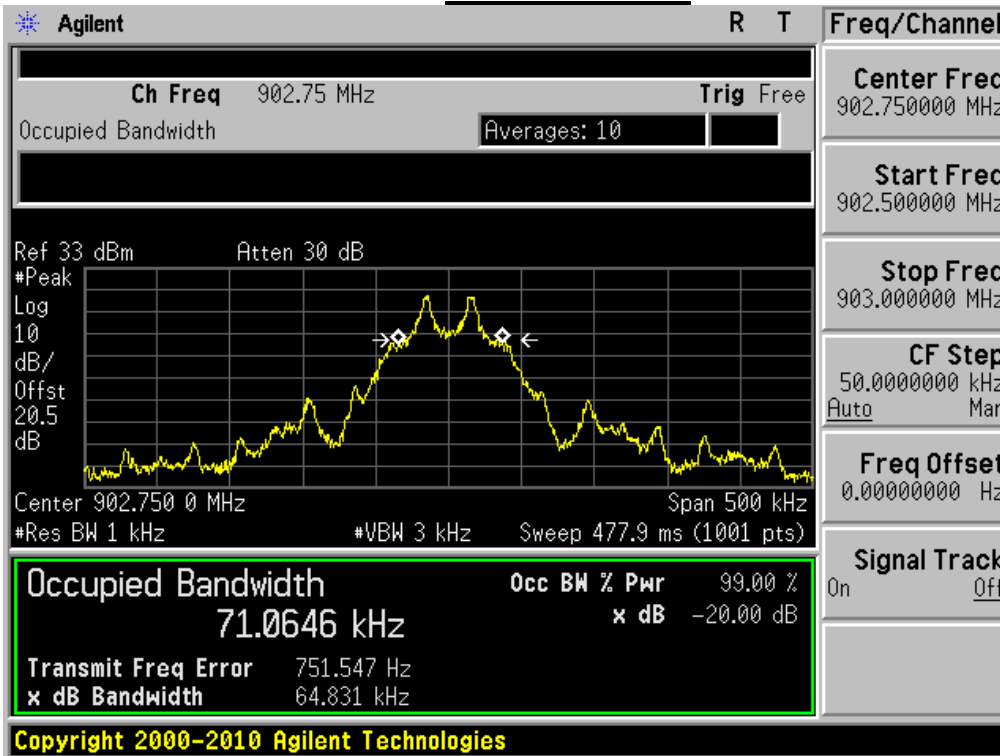 Agilent R T Freq/Channel
Ch Freq 902.75 MHz Trig Free
Occupied Bandwidth Averages: 10
Center Freq
902.750000 MHz
Start Freq
902.500000 MHz
Stop Freq
903.000000 MHz
CF Step
50.0000000 kHz
Auto Man
Freq Offset
0.00000000 Hz
Signal Track
On Off
Ref 33 dBm Atten 30 dB
#Peak
Log
10
dB/
Offst
20.5
dB
Center 902.750 0 MHz Span 500 kHz
#Res BW 1 kHz #VBW 3 kHz Sweep 477.9 ms (1001 pts)
Occupied Bandwidth Occ BW % Pwr 99.00 %
71.0646 kHz x dB -20.00 dB
Transmit Freq Error 751.547 Hz
x dB Bandwidth 64.831 kHz
Copyright 2000-2010 Agilent Technologies